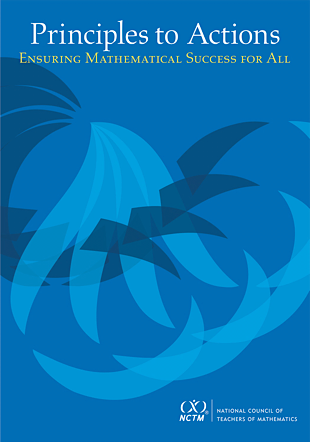 Principles to Actions
ENSURING MATHEMATICAL SUCCESS FOR ALL
NCTM®
NATIONAL COUNCIL OF
TEACHERS OF MATHEMATICS